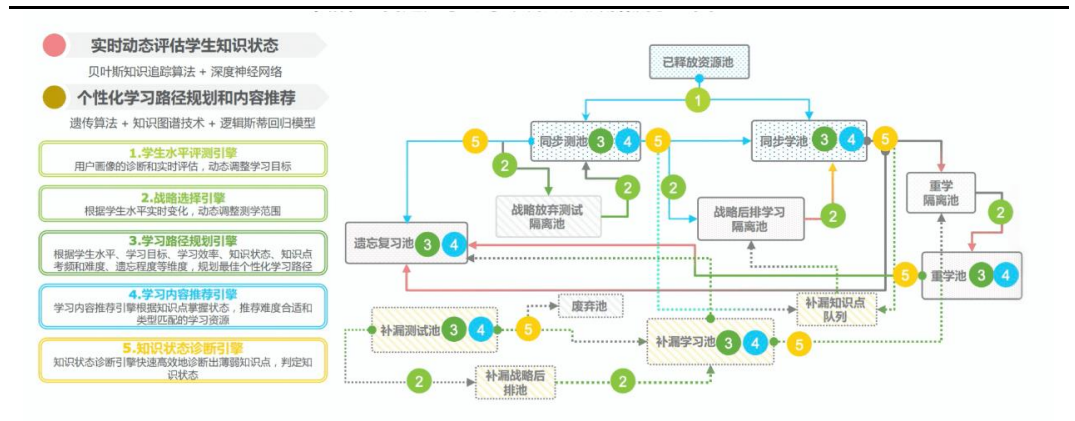 实时动态评估学生知识状态
贝叶斯知识追踪算法 + 深度神经网络
个性化学习路径规划和内容推荐
遗传算法 + 知识图谱技术 + 逻辑斯蒂回归模型
1.学生水平评测引擎
用户画像的诊断和实时评估，动态调整学习目标
2.战略选择引擎
根据学生水平实时变化，动态调整测学范围
3.学习路径规划引擎
根据学生水平、学习目标、学习效率、知识状态、知识点
考频和难度、遗忘程度等维度，规划最佳个性化学习路径
4.学习内容推荐引擎
学习内容推荐引擎根据知识点掌握状态，推荐难度合适和
类型匹配的学习资源
5.知识状态诊断引擎
知识状态诊断引擎快速高效地诊断出薄弱知识点，判定知
识状态
已释放资源池
1
5
同步测池 3 4
5
同步学池 3 4
5
2
2
2
2
2
战略放弃测试
隔离池
战略后排学习
隔离池
重学
隔离池
遗忘复习池 3 4
5
重学池 3 4
废弃池
补漏知识点
队列
补漏测试池 3 4
5
补漏学习池 3 4
5
2
补漏战略后
排池
2